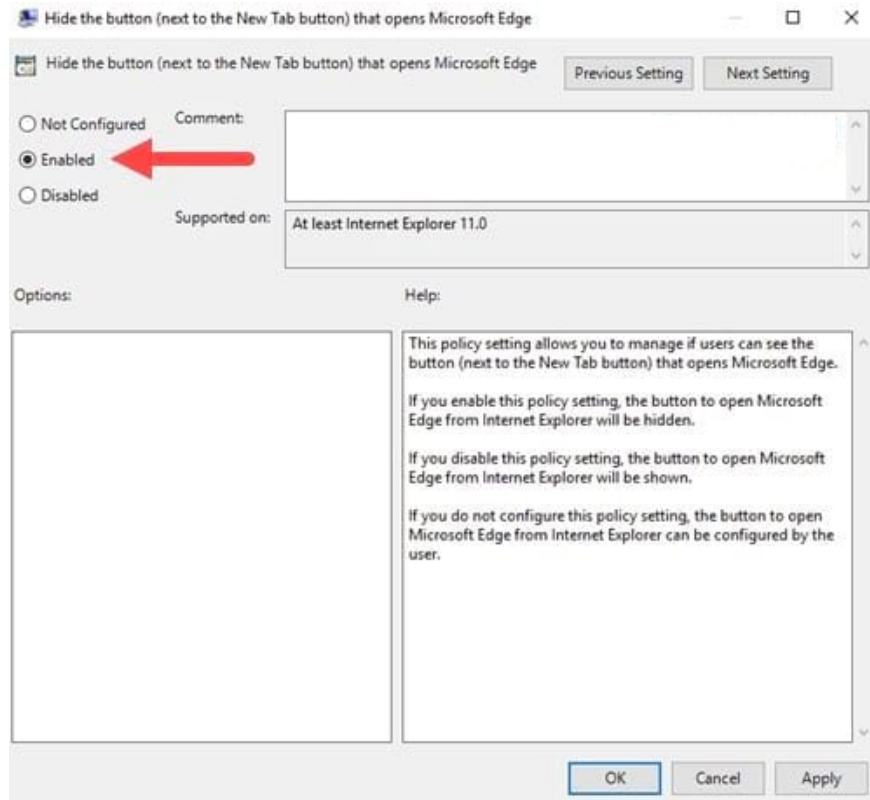 Hide the button (next to the New Tab button) that opens Microsoft Edge
Hide the button (next to the New Tab button) that opens Microsoft Edge
Previous Setting
Next Setting
Not Configured
Comment:
Enabled
Disabled
Supported on:
At least Internet Explorer 11.0
Options:
Help:
This policy setting allows you to manage if users can see the
button (next to the New Tab button) that opens Microsoft Edge.
If you enable this policy setting, the button to open Microsoft
Edge from Internet Explorer will be hidden.
If you disable this policy setting, the button to open Microsoft
Edge from Internet Explorer will be shown.
If you do not configure this policy setting, the button to open
Microsoft Edge from Internet Explorer can be configured by the
user.
OK
Cancel
Apply